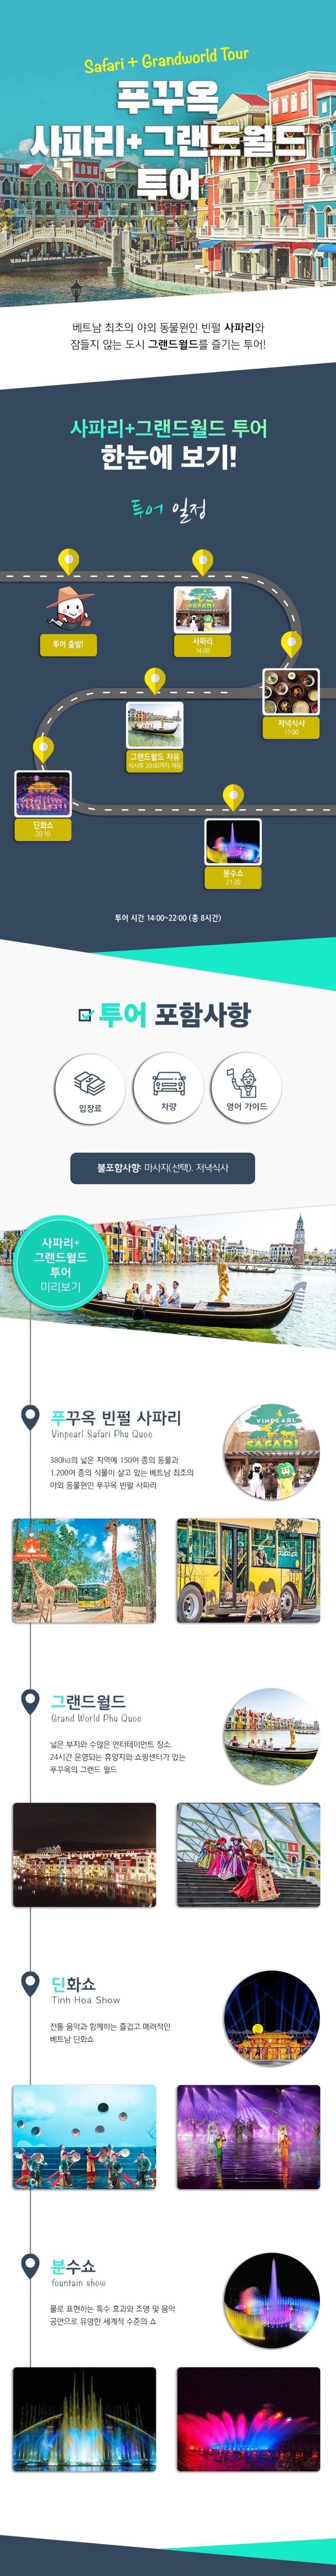 Safari + Grandworld Tour
푸꾸옥
사파리+그랜드월드
투어
베트남 최초의 야외 동물원인 빈펄 사파리와
잠들지 않는 도시 그랜드월드를 즐기는 투어!
사파리+그랜드월드 투어
한눈에 보기!
투어 일정
투어 출발!
사파리
14:00
저녁식사
17:00
그랜드월드 자유
식사후 20:00까지 자유
딘화쇼
20:10
분수쇼
21:20
투어 시간 14:00~22:00 (총 8시간)
투어 포함사항
입장료
차량
영어 가이드
불포함사항: 마사지(선택), 저녁식사
사파리+
그랜드월드
투어
미리보기
푸꾸옥 빈펄 사파리
Vinpearl Safari Phu Quoc
380ha의 넓은 지역에 150여 종의 동물과
1,200여 종의 식물이 살고 있는 베트남 최초의
야외 동물원인 푸꾸옥 빈펄 사파리
VINPEARL
SAFARI
OFFICIAL PARTNER
그랜드월드
Grand World Phu Quoc
넓은 부지와 수많은 엔터테이먼트 장소.
24시간 운영되는 휴양지와 쇼핑센터가 있는
푸꾸옥의 그랜드 월드
딘화쇼
Tinh Hoa Show
전통 음악과 함께하는 즐겁고 매력적인
베트남 딘화쇼
분수쇼
fountain show
물로 표현하는 특수 효과와 조명 및 음악
공연으로 유명한 세계적 수준의 쇼